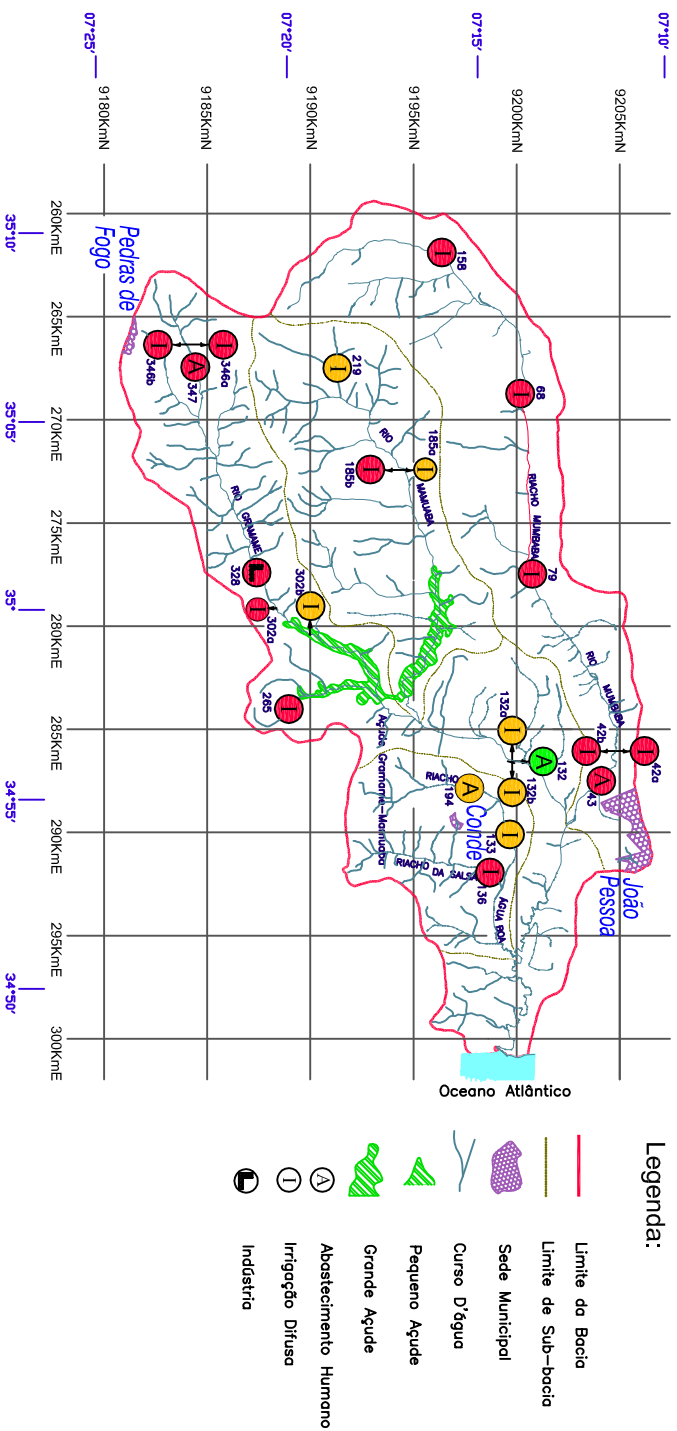 07°25'
07°20'
07°15'
07°10'
9180KmN
9185KmN
9190KmN
9195KmN
9200KmN
9205KmN
260KmE
265KmE
270KmE
275KmE
280KmE
265KmE
290KmE
295KmE
300KmE
35°10'
35°05'
35°
34°55'
34°50'
Pedras de
Fogo
João
Pessoa
Conde
158
I
68
I
RIACHO MUMBABA
79
I
RIO MUMBABA
42a
I
42b
I
43
A
132
A
132a
I
132b
I
133
I
136
I
194
A
RIACHO
RIACHO DA SALSA
ÁGUA BOA
219
I
RIO MAMUABA
185a
I
185b
I
346a
I
346b
I
347
A
RIO GRAMAME
328
L
302a
I
302b
I
265
I
Açude Gramame-Mamuaba
Oceano Atlântico
Legenda:
Limite da Bacia
Limite de Sub-bacia
Sede Municipal
Curso D'água
Pequeno Açude
Grande Açude
A Abastecimento Humano
I Irrigação Difusa
L Indústria